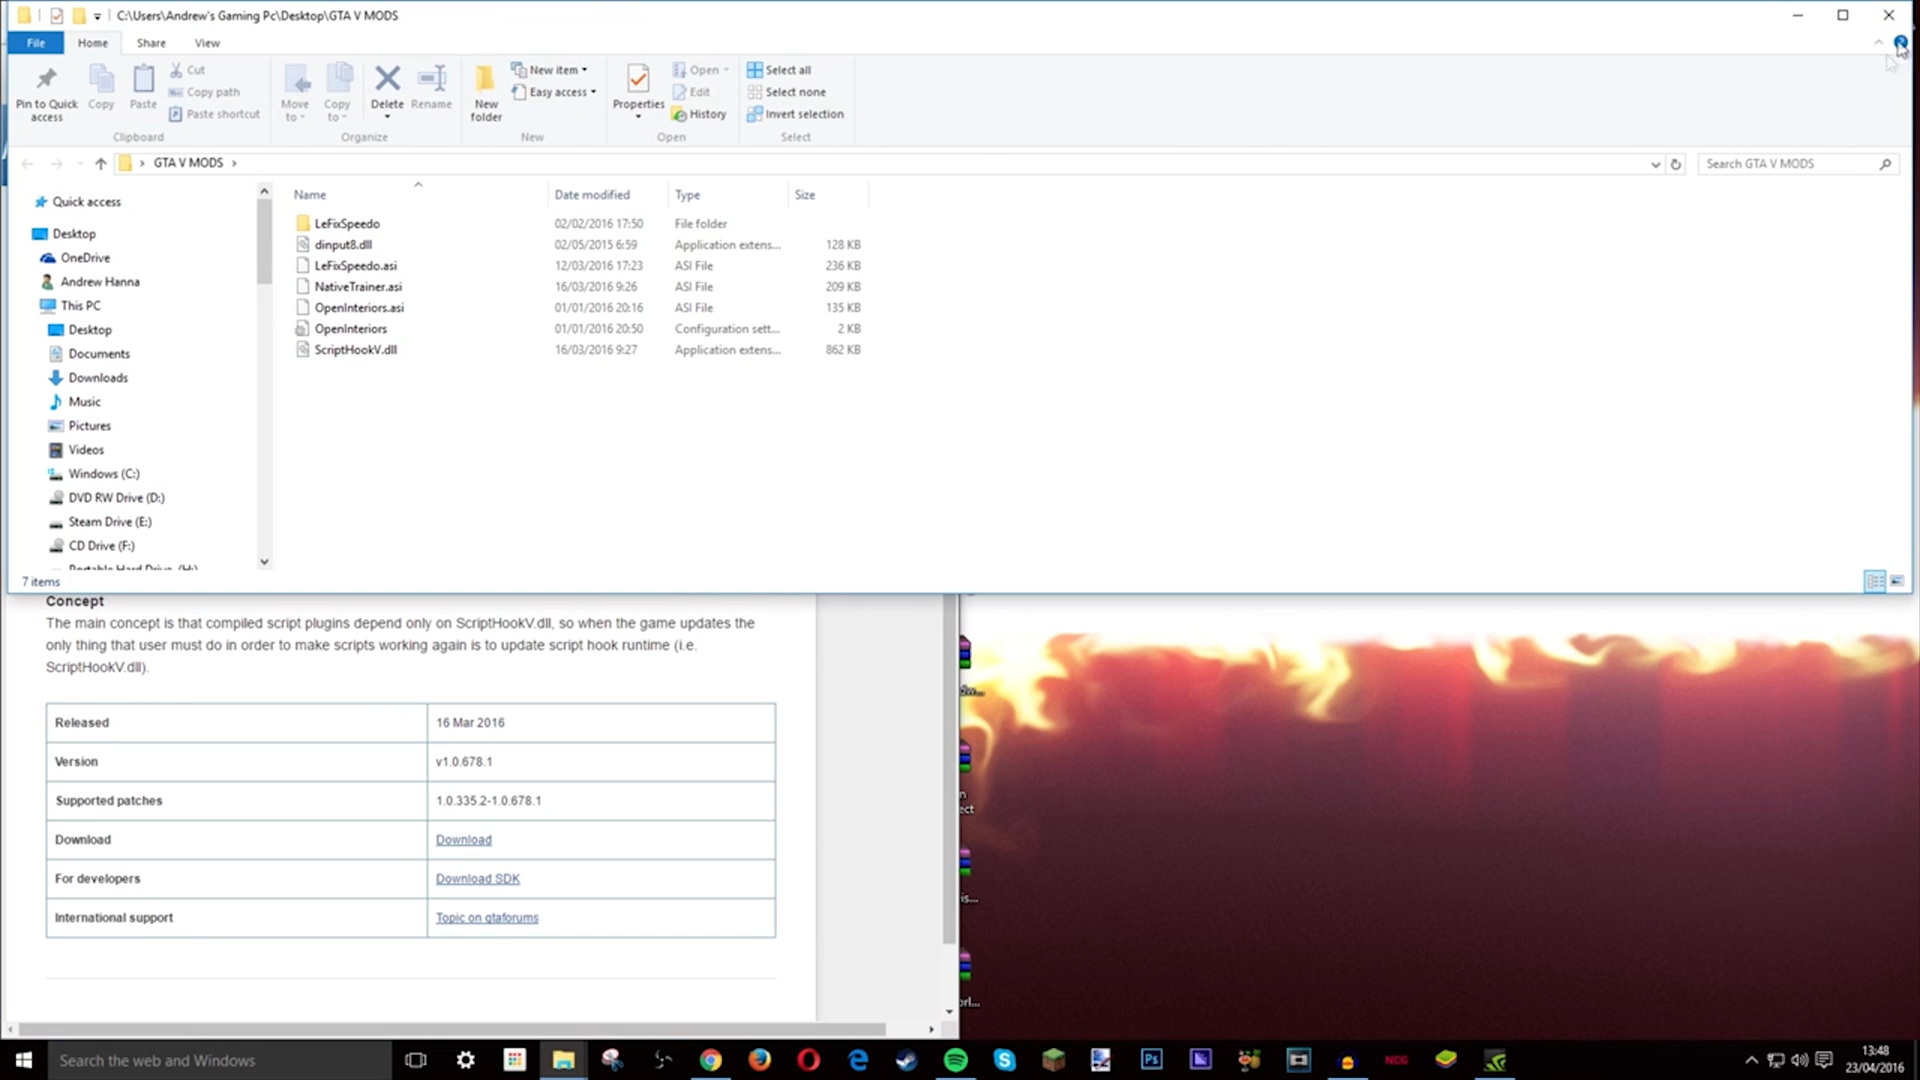 C:\Users\Andrew's Gaming Pc\Desktop\GTA V MODS
File Home Share View
Pin to Quick access
Copy
Paste
Cut
Copy path
Paste shortcut
Clipboard
Move to
Copy to
Delete
Rename
Organize
New folder
New item
Easy access
New
Properties
Open
Edit
History
Open
Select all
Select none
Invert selection
Select
GTA V MODS
Search GTA V MODS
Quick access
Desktop
OneDrive
Andrew Hanna
This PC
Desktop
Documents
Downloads
Music
Pictures
Videos
Windows (C:)
DVD RW Drive (D:)
Steam Drive (E:)
CD Drive (F:)
Portable Hard Drive (H:)
Name Date modified Type Size
LeFixSpeedo 02/02/2016 17:50 File folder
dinput8.dll 02/05/2015 6:59 Application extens... 128 KB
LeFixSpeedo.asi 12/03/2016 17:23 ASI File 236 KB
NativeTrainer.asi 16/03/2016 9:26 ASI File 209 KB
OpenInteriors.asi 01/01/2016 20:16 ASI File 135 KB
OpenInteriors 01/01/2016 20:50 Configuration sett... 2 KB
ScriptHookV.dll 16/03/2016 9:27 Application extens... 862 KB
7 items
Concept
The main concept is that compiled script plugins depend only on ScriptHookV.dll, so when the game updates the
only thing that user must do in order to make scripts working again is to update script hook runtime (i.e.
ScriptHookV.dll).
Released 16 Mar 2016
Version v1.0.678.1
Supported patches 1.0.335.2-1.0.678.1
Download Download
For developers Download SDK
International support Topic on gtaforums
Search the web and Windows
Ps
NCG
13:48
23/04/2016